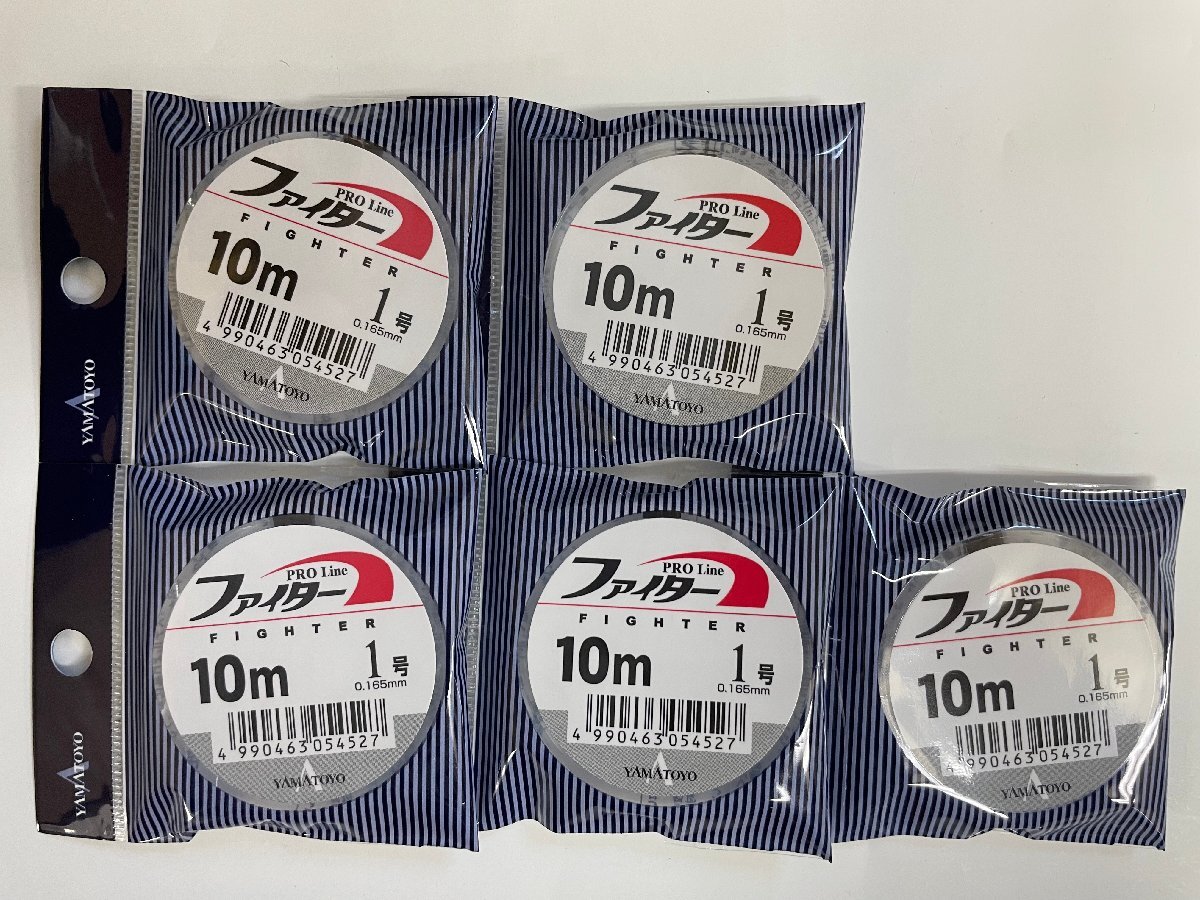 YAMATOYO
PRO Line
ファイター
FIGHTER
10m
1号
0.165mm
4 990463 054527
YAMATOYO
PRO Line
ファイター
FIGHTER
10m
1号
0.165mm
4 990463 054527
YAMATOYO
YAMATOYO
PRO Line
ファイター
FIGHTER
10m
1号
0.165mm
4 990463 054527
YAMATOYO
PRO Line
ファイター
FIGHTER
10m
1号
0.165mm
4 990463 054527
YAMATOYO
PRO Line
ファイター
FIGHTER
10m
1号
0.165mm
4 990463 054527
YAMATOYO